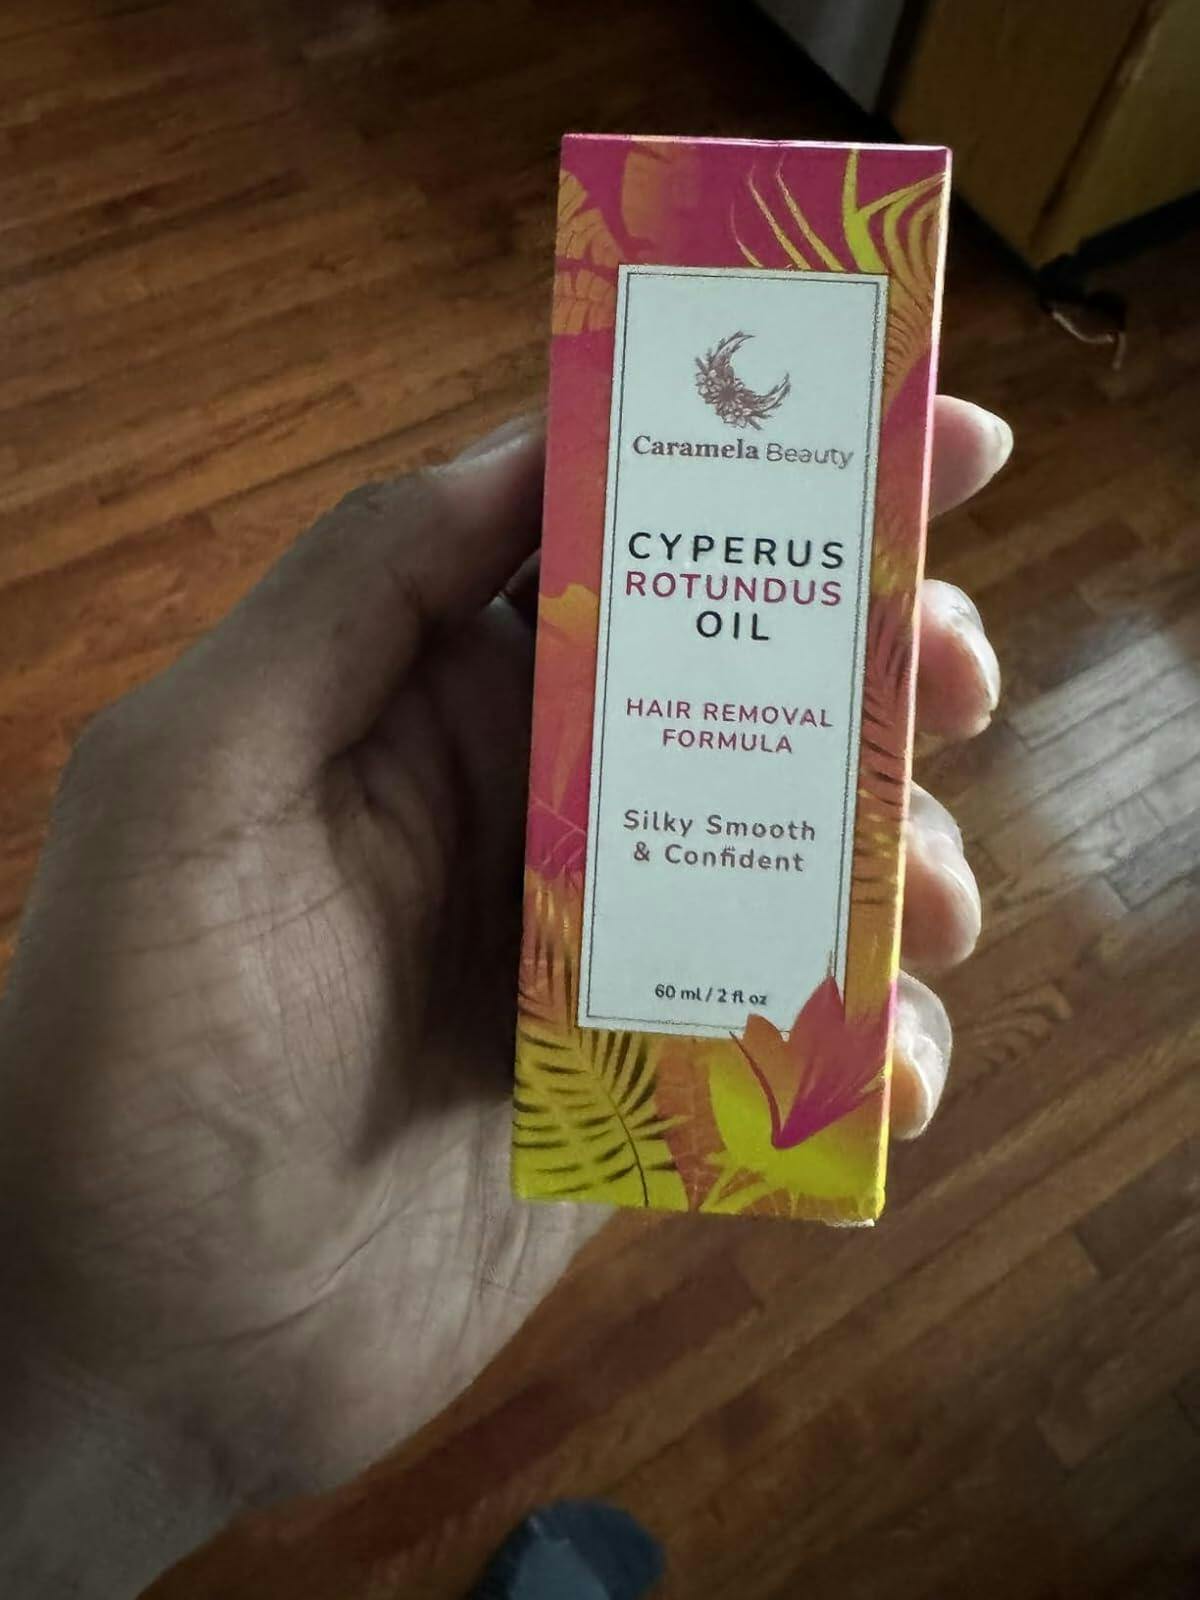 Caramela Beauty
CYPERUS
ROTUNDUS
OIL
HAIR REMOVAL
FORMULA
Silky Smooth
& Confident
60 ml / 2 fl oz